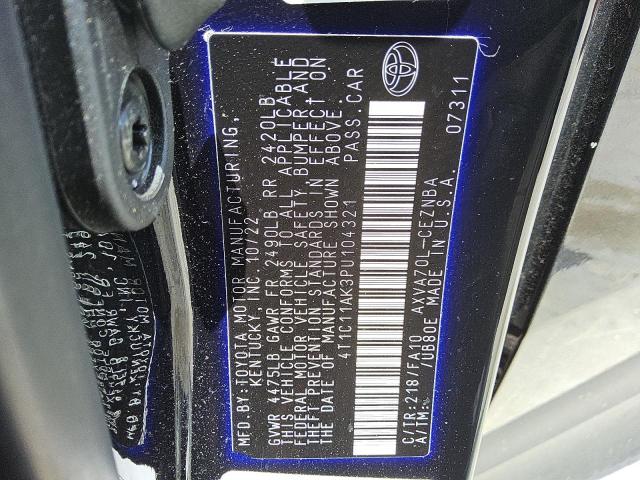 MFD.BY:TOYOTA MOTOR MANUFACTURING,
KENTUCKY, INC. 10/22
GVWR 4475LB GAWR FR 2490LB RR 2420LB
THIS VEHICLE CONFORMS TO ALL APPLICABLE
FEDERAL MOTOR VEHICLE SAFETY, BUMPER, AND
THEFT PREVENTION STANDARDS IN EFFECT ON
THE DATE OF MANUFACTURE SHOWN ABOVE.
4T1C11AK3PU104321 PASS.CAR
C/TR:218/FA10 AXVA70L-CEZNBA
A/TM: /UB80E MADE IN U.S.A.
07311